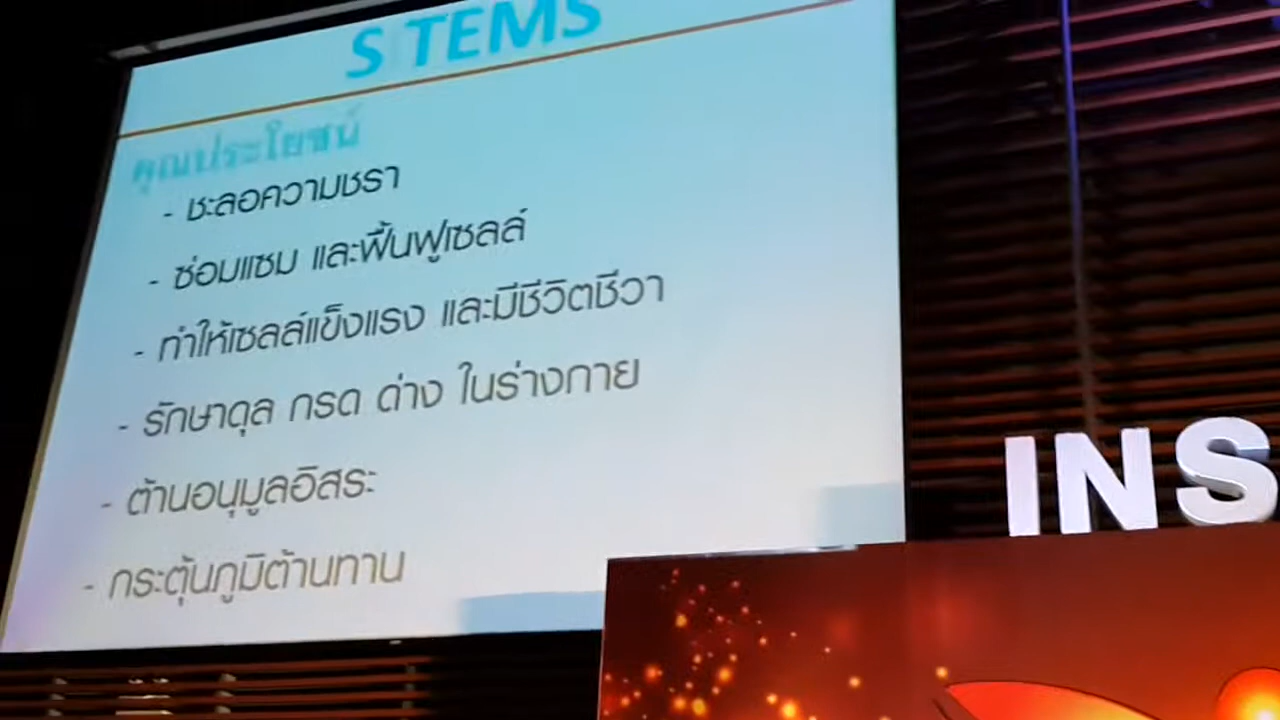 S TEMS
คุณประโยชน์
- ชะลอความชรา
- ซ่อมแซม และฟื้นฟูเซลล์
- ทำให้เซลล์แข็งแรง และมีชีวิตชีวา
- รักษาดุล กรด ด่าง ในร่างกาย
- ต้านอนุมูลอิสระ
- กระตุ้นภูมิต้านทาน
INS